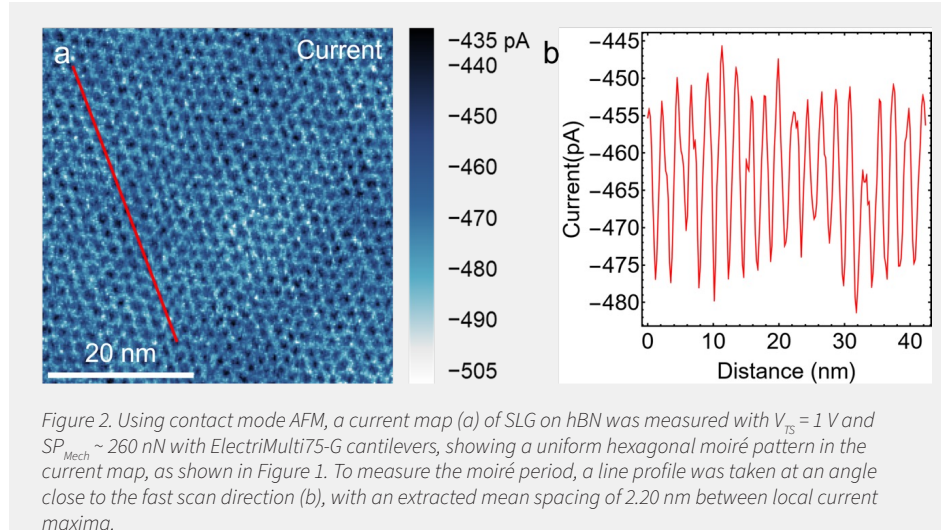 a
Current
20 nm
−435 pA
−440
−450
−460
−470
−480
−490
−505
b
Current(pA)
−445
−450
−455
−460
−465
−470
−475
−480
0
10
20
30
40
Distance (nm)
Figure 2. Using contact mode AFM, a current map (a) of SLG on hBN was measured with V_TS = 1 V and
SP_Mech ~ 260 nN with ElectriMulti75-G cantilevers, showing a uniform hexagonal moiré pattern in the
current map, as shown in Figure 1. To measure the moiré period, a line profile was taken at an angle
close to the fast scan direction (b), with an extracted mean spacing of 2.20 nm between local current
maxima.